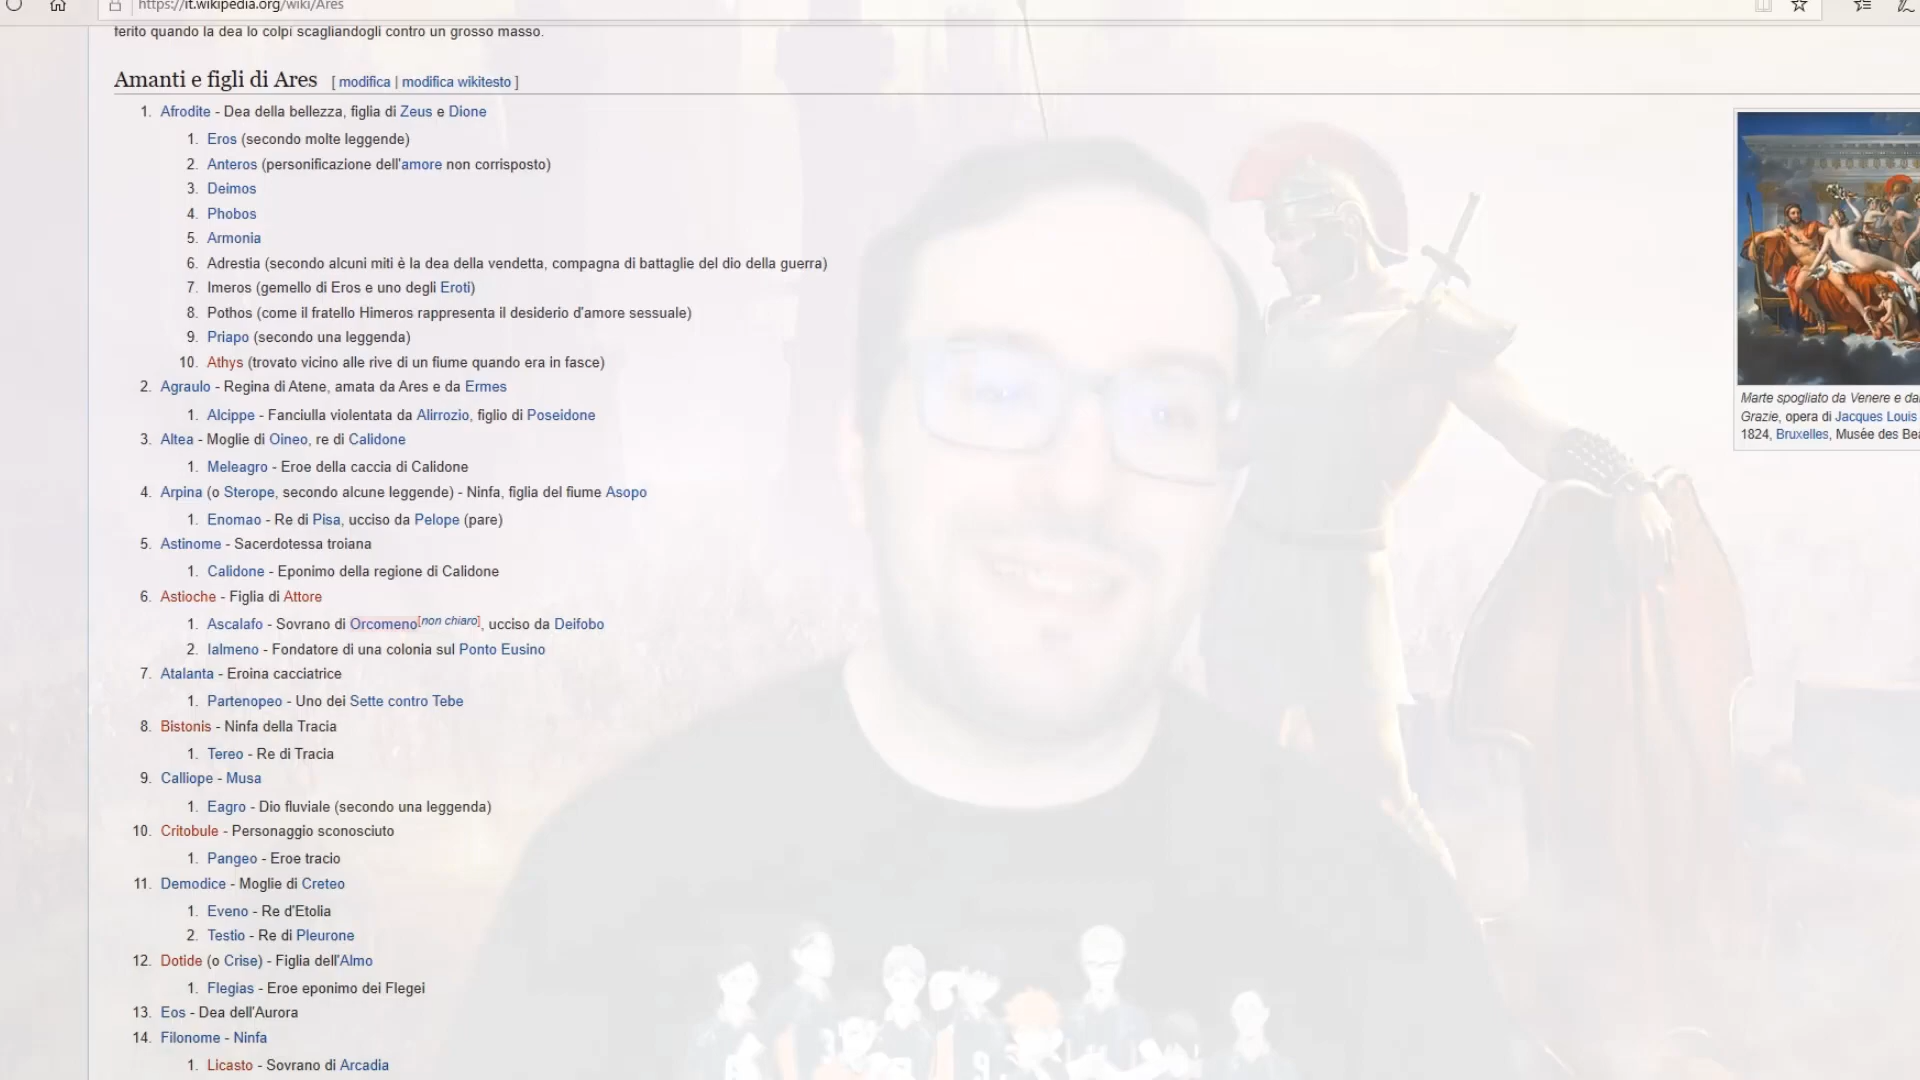 https://it.wikipedia.org/wiki/Ares
ferito quando la dea lo colpì scagliandogli contro un grosso masso.
Amanti e figli di Ares [ modifica | modifica wikitesto ]
1. Afrodite - Dea della bellezza, figlia di Zeus e Dione
1. Eros (secondo molte leggende)
2. Anteros (personificazione dell'amore non corrisposto)
3. Deimos
4. Phobos
5. Armonia
6. Adrestia (secondo alcuni miti è la dea della vendetta, compagna di battaglie del dio della guerra)
7. Imeros (gemello di Eros e uno degli Eroti)
8. Pothos (come il fratello Himeros rappresenta il desiderio d'amore sessuale)
9. Priapo (secondo una leggenda)
10. Athys (trovato vicino alle rive di un fiume quando era in fasce)
2. Agraulo - Regina di Atene, amata da Ares e da Ermes
1. Alcippe - Fanciulla violentata da Alirrozio, figlio di Poseidone
3. Altea - Moglie di Oineo, re di Calidone
1. Meleagro - Eroe della caccia di Calidone
4. Arpina (o Sterope, secondo alcune leggende) - Ninfa, figlia del fiume Asopo
1. Enomao - Re di Pisa, ucciso da Pelope (pare)
5. Astinome - Sacerdotessa troiana
1. Calidone - Eponimo della regione di Calidone
6. Astioche - Figlia di Attore
1. Ascalafo - Sovrano di Orcomeno[non chiaro], ucciso da Deifobo
2. Ialmeno - Fondatore di una colonia sul Ponto Eusino
7. Atalanta - Eroina cacciatrice
1. Partenopeo - Uno dei Sette contro Tebe
8. Bistonis - Ninfa della Tracia
1. Tereo - Re di Tracia
9. Calliope - Musa
1. Eagro - Dio fluviale (secondo una leggenda)
10. Critobule - Personaggio sconosciuto
1. Pangeo - Eroe tracio
11. Demodice - Moglie di Creteo
1. Eveno - Re d'Etolia
2. Testio - Re di Pleurone
12. Dotide (o Crise) - Figlia dell'Almo
1. Flegias - Eroe eponimo dei Flegei
13. Eos - Dea dell'Aurora
14. Filonome - Ninfa
1. Licasto - Sovrano di Arcadia
Marte spogliato da Venere e da
Grazie, opera di Jacques Louis
1824, Bruxelles, Musée des Bea